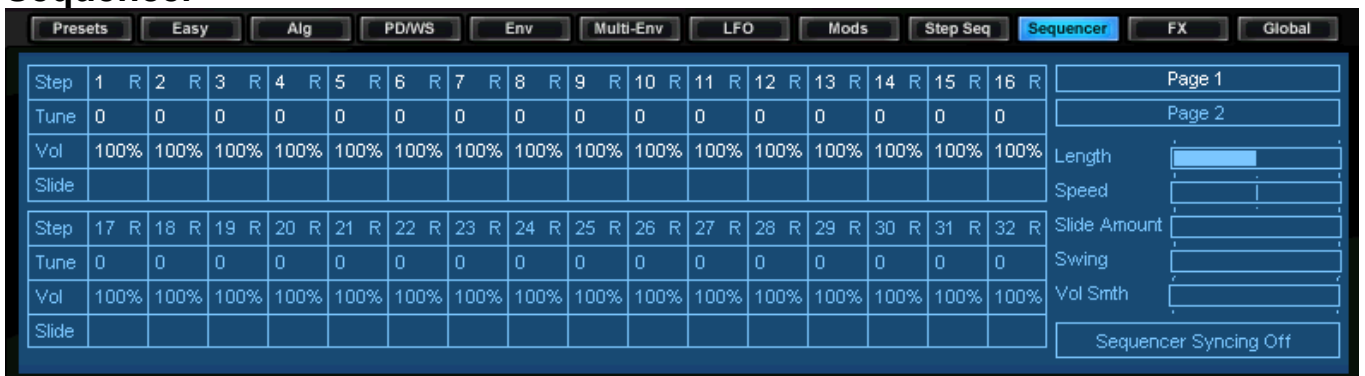 Presets Easy Alg PD/WS Env Multi-Env LFO Mods Step Seq Sequencer FX Global
Step 1 R 2 R 3 R 4 R 5 R 6 R 7 R 8 R 9 R 10 R 11 R 12 R 13 R 14 R 15 R 16 R
Tune 0 0 0 0 0 0 0 0 0 0 0 0 0 0 0 0
Vol 100% 100% 100% 100% 100% 100% 100% 100% 100% 100% 100% 100% 100% 100% 100% 100%
Slide
Step 17 R 18 R 19 R 20 R 21 R 22 R 23 R 24 R 25 R 26 R 27 R 28 R 29 R 30 R 31 R 32 R
Tune 0 0 0 0 0 0 0 0 0 0 0 0 0 0 0 0
Vol 100% 100% 100% 100% 100% 100% 100% 100% 100% 100% 100% 100% 100% 100% 100% 100%
Slide
Page 1
Page 2
Length
Speed
Slide Amount
Swing
Vol Smth
Sequencer Syncing Off